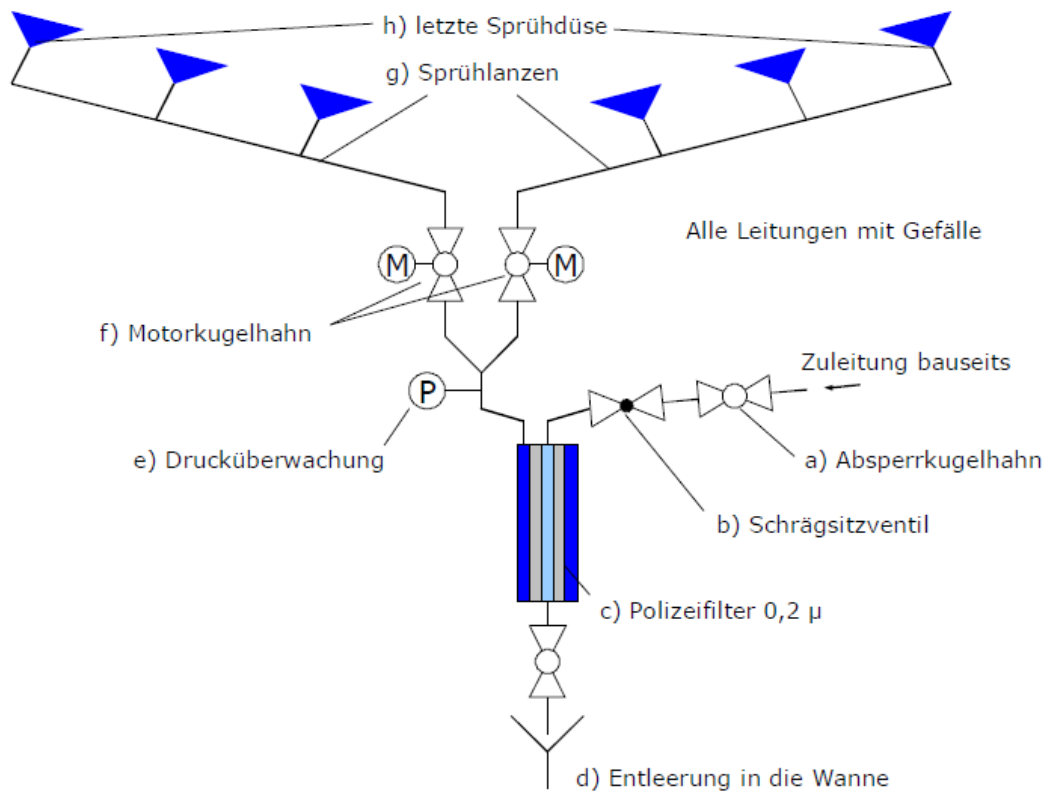 h) letzte Sprühdüse
g) Sprühlanzen
Alle Leitungen mit Gefälle
M
M
f) Motorkugelhahn
Zuleitung bauseits
P
e) Drucküberwachung
a) Absperrkugelhahn
b) Schrägsitzventil
c) Polizeifilter 0,2 µ
d) Entleerung in die Wanne